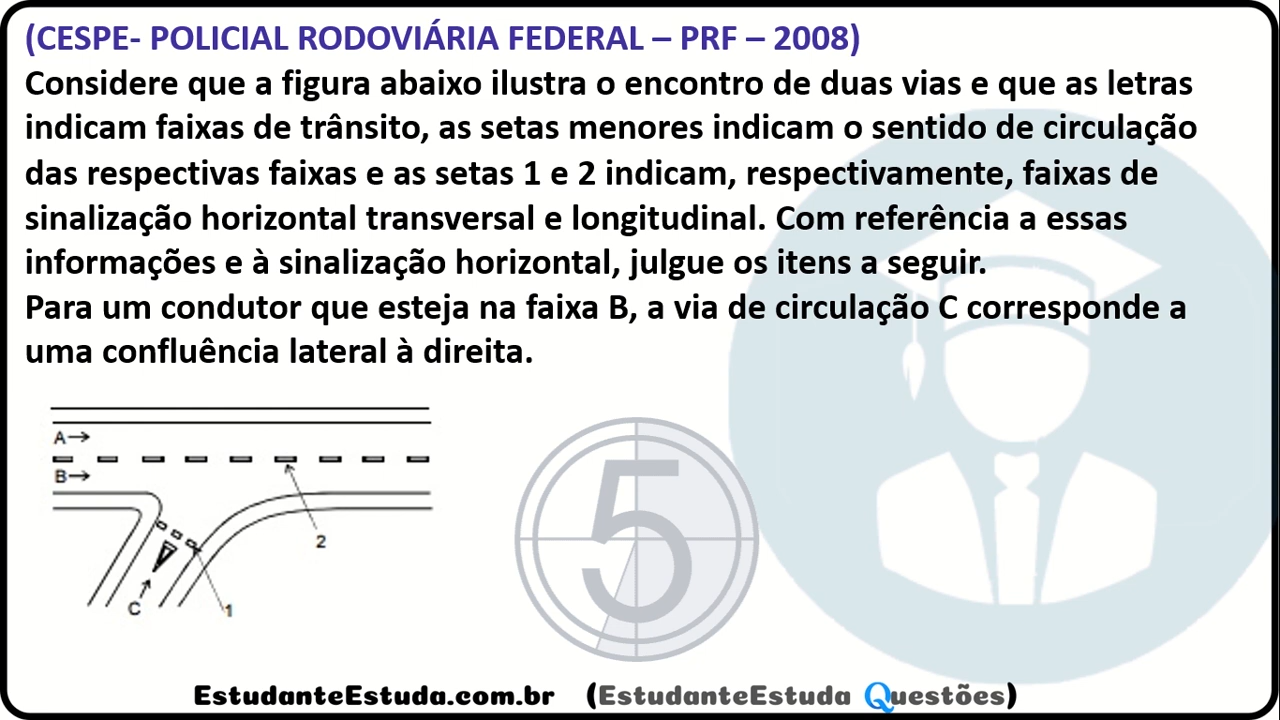 (CESPE- POLICIAL RODOVIÁRIA FEDERAL – PRF – 2008)
Considere que a figura abaixo ilustra o encontro de duas vias e que as letras
indicam faixas de trânsito, as setas menores indicam o sentido de circulação
das respectivas faixas e as setas 1 e 2 indicam, respectivamente, faixas de
sinalização horizontal transversal e longitudinal. Com referência a essas
informações e à sinalização horizontal, julgue os itens a seguir.
Para um condutor que esteja na faixa B, a via de circulação C corresponde a
uma confluência lateral à direita.
A→
B→
2
C
1
5
EstudanteEstuda.com.br (EstudanteEstuda Questões)